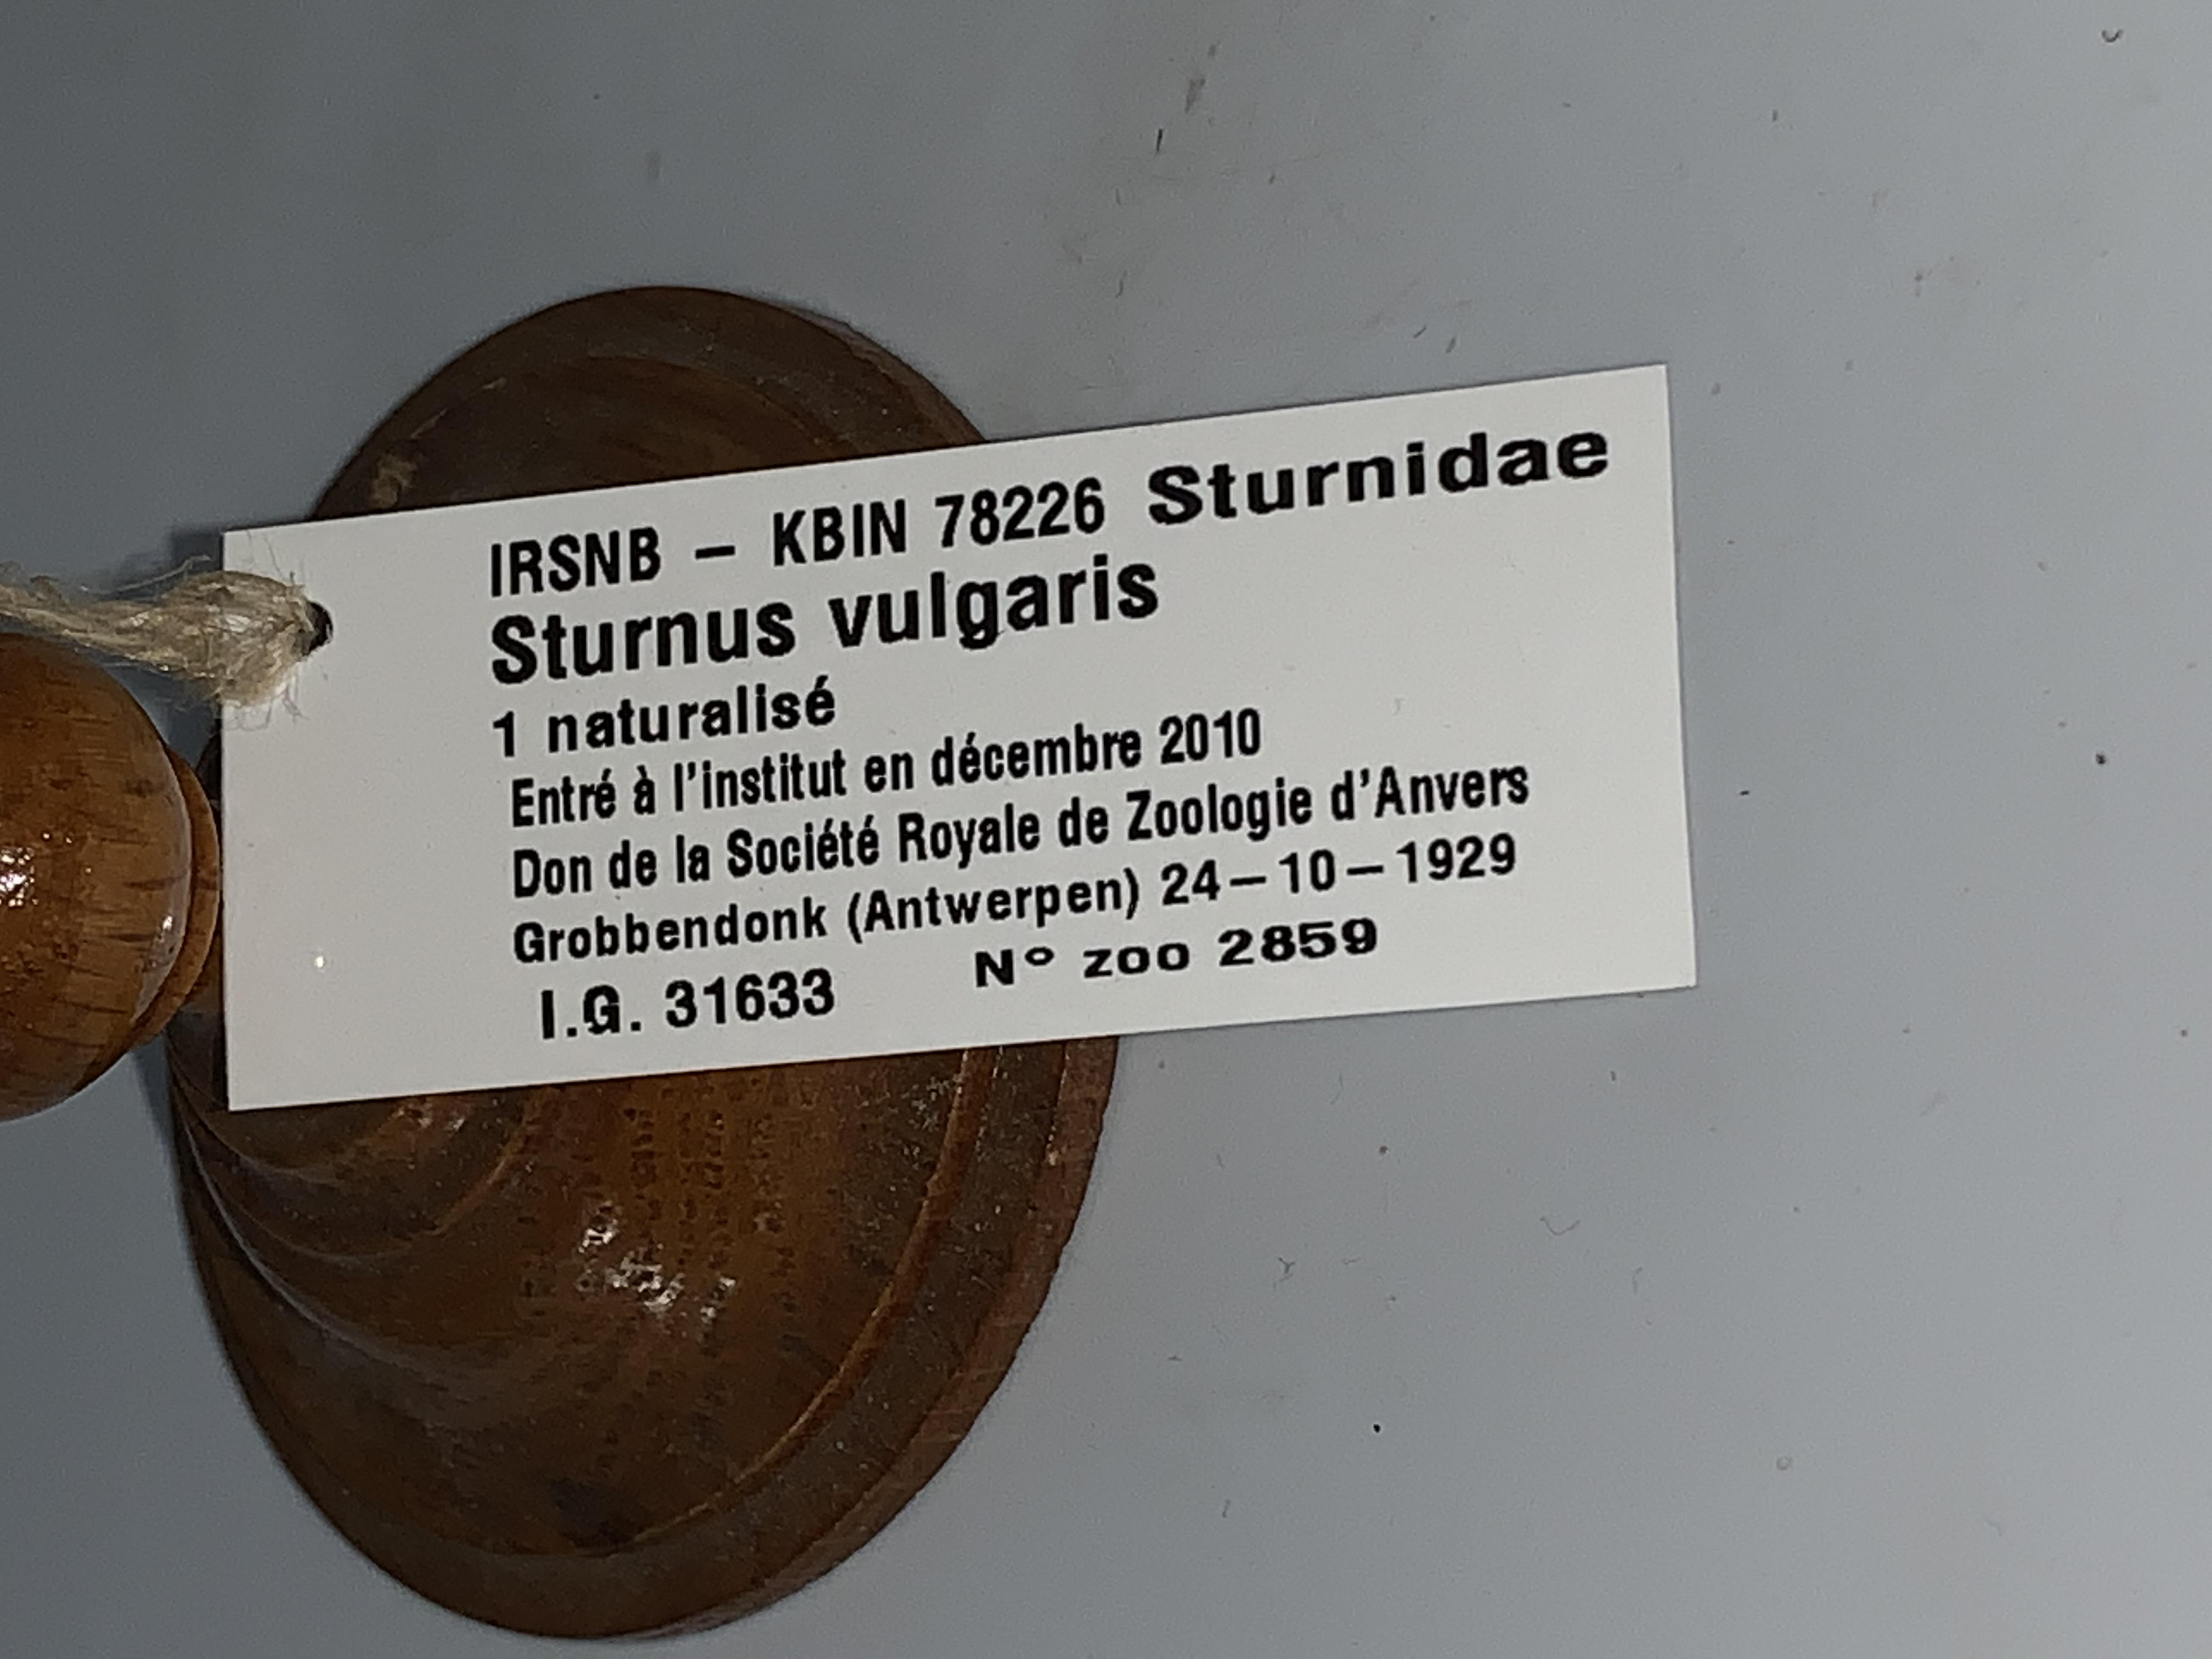 IRSNB – KBIN 78226 Sturnidae
Sturnus vulgaris
1 naturalisé
Entré à l'institut en décembre 2010
Don de la Société Royale de Zoologie d'Anvers
Grobbendonk (Antwerpen) 24–10–1929
I.G. 31633 N° zoo 2859